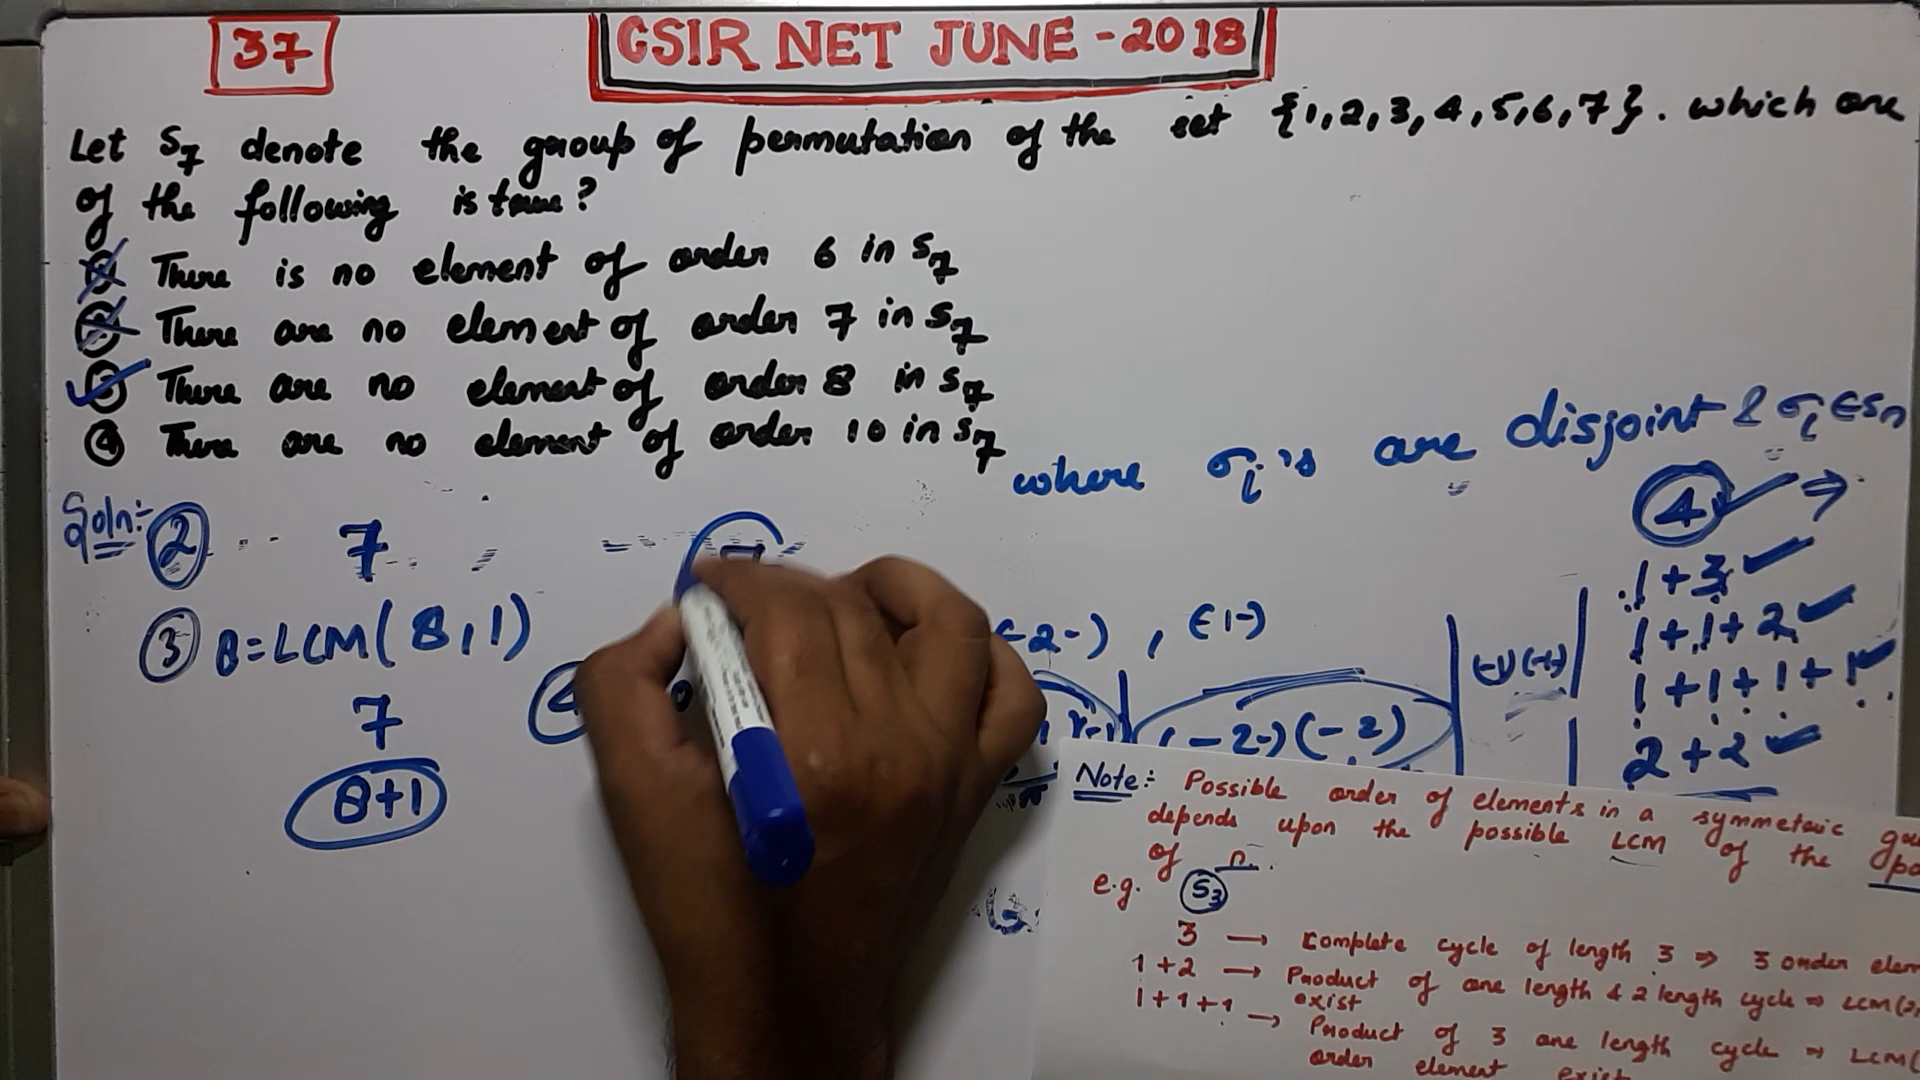 37
CSIR NET JUNE - 2018
Let S7 denote the group of permutation of the set {1,2,3,4,5,6,7}. which are
of the following is true?
There is no element of order 6 in S7
There are no element of order 7 in S7
There are no element of order 8 in S7
④ There are no element of order 10 in S7
where σi's are disjoint & σi ∈ Sn
Soln:- ② 7
④ →
1+3
1+1+2
1+1+1+1
2+2
③ 8=LCM(8,1)
7
8+1
(-2-), (-1-)
(-2-)(-2)
Note:- Possible order of elements in a symmetric
depends upon the possible LCM of the
of n.
e.g. S3
3 → Complete cycle of length 3 ⇒ 3 order
1+2 → Product of one length & 2 length cycle ⇒ LCM(2,
exist
1+1+1 → Product of 3 one length cycle ⇒ LCM(
order element exist